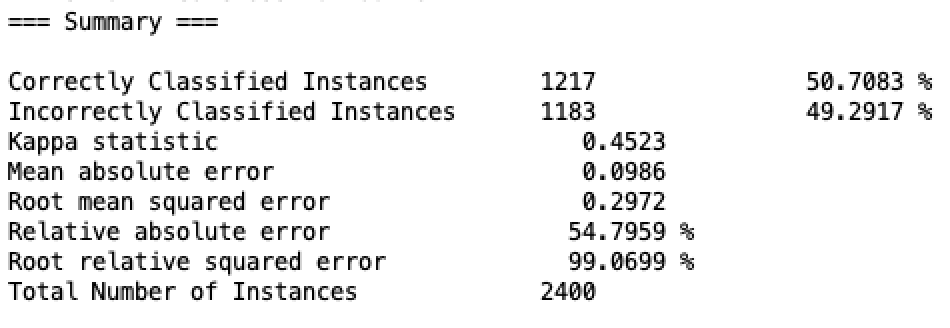 === Summary ===
Correctly Classified Instances 1217 50.7083 %
Incorrectly Classified Instances 1183 49.2917 %
Kappa statistic 0.4523
Mean absolute error 0.0986
Root mean squared error 0.2972
Relative absolute error 54.7959 %
Root relative squared error 99.0699 %
Total Number of Instances 2400